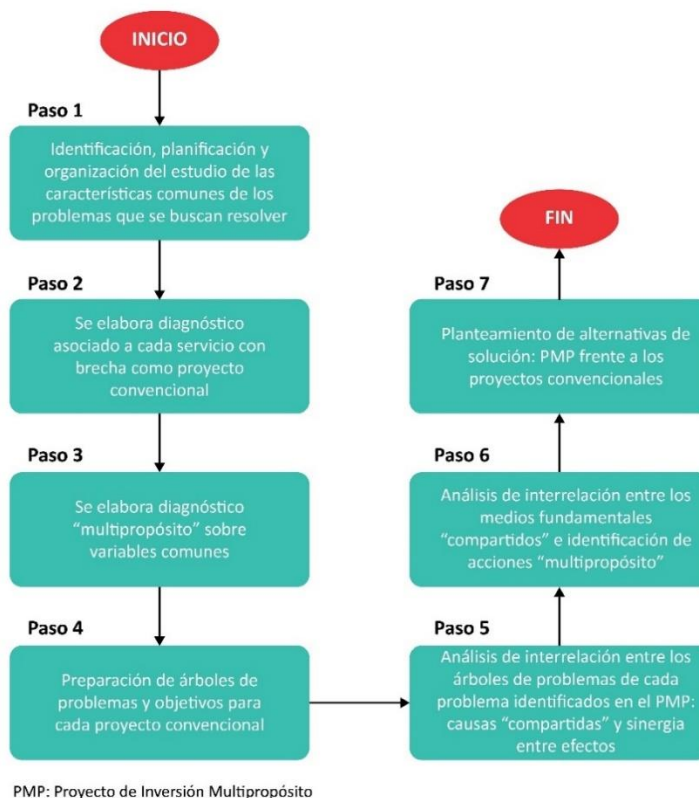 INICIO
Paso 1
Identificación, planificación y
organización del estudio de las
características comunes de los
problemas que se buscan resolver
Paso 2
Se elabora diagnóstico
asociado a cada servicio con
brecha como proyecto
convencional
Paso 3
Se elabora diagnóstico
“multipropósito” sobre
variables comunes
Paso 4
Preparación de árboles de
problemas y objetivos para
cada proyecto convencional
Paso 5
Análisis de interrelación entre los
árboles de problemas de cada
problema identificados en el PMP:
causas “compartidas” y sinergia
entre efectos
Paso 6
Análisis de interrelación entre los
medios fundamentales
“compartidos” e identificación de
acciones “multipropósito”
Paso 7
Planteamiento de alternativas de
solución: PMP frente a los
proyectos convencionales
FIN
PMP: Proyecto de Inversión Multipropósito